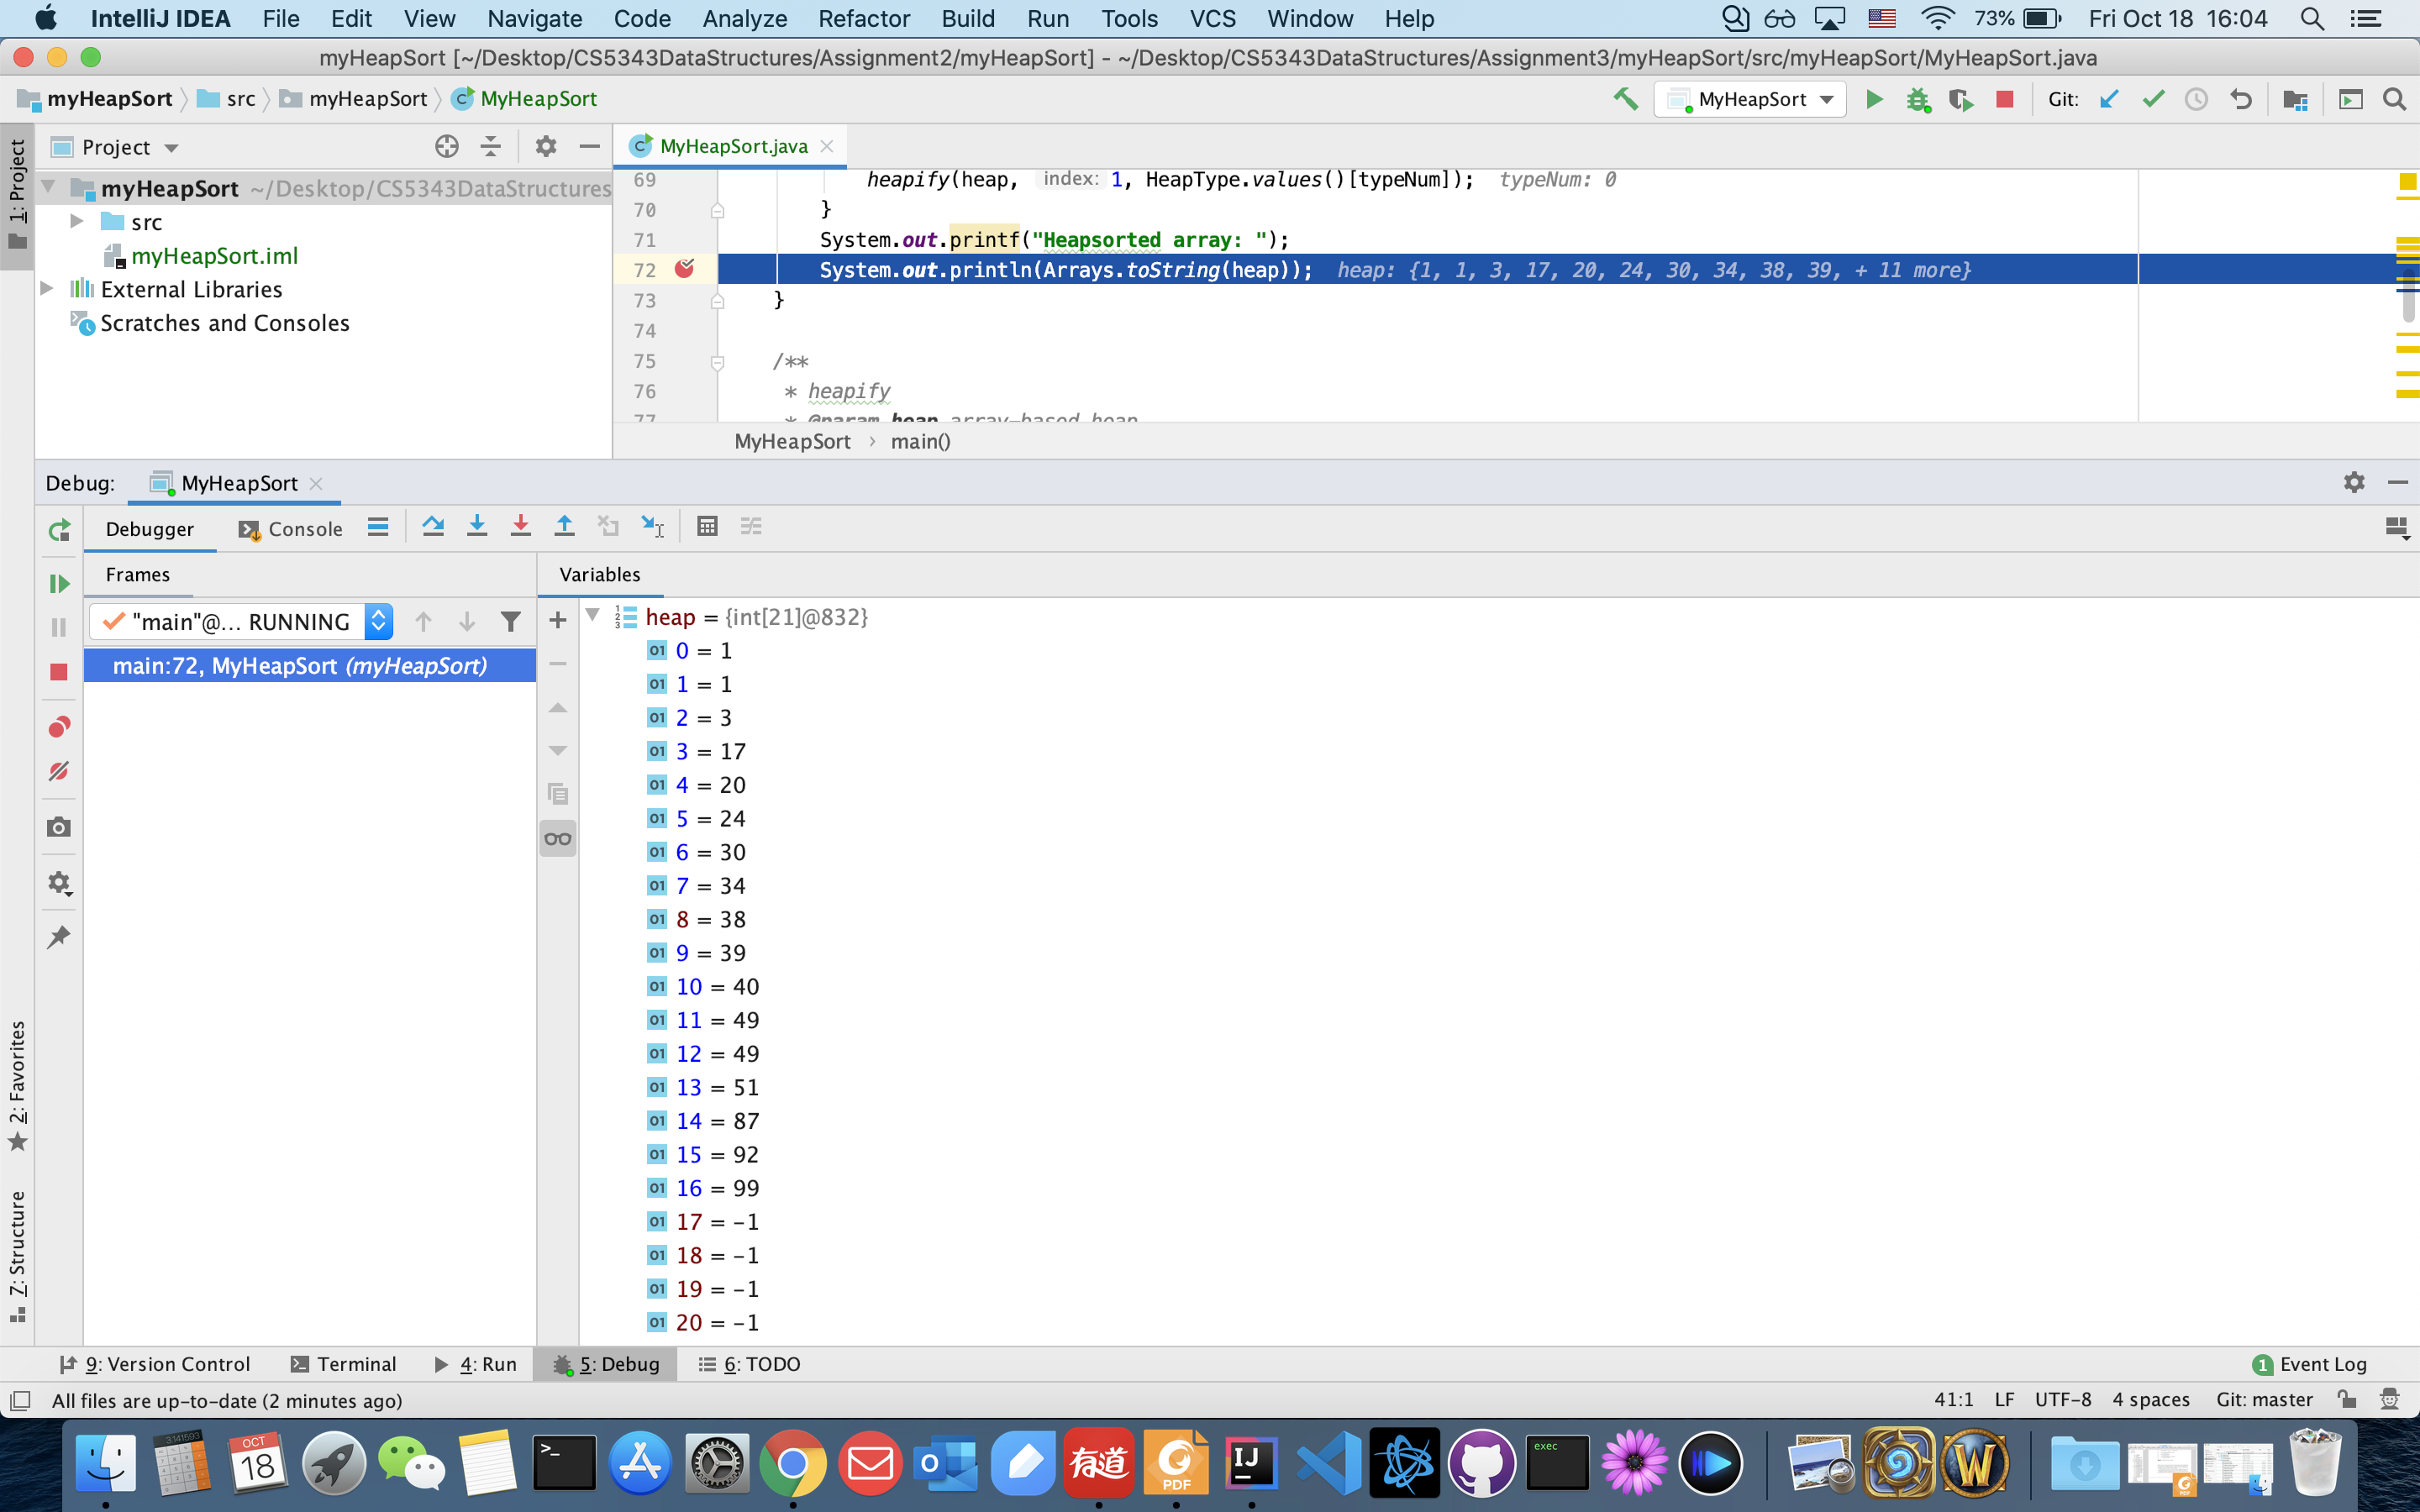 IntelliJ IDEA File Edit View Navigate Code Analyze Refactor Build Run Tools VCS Window Help 73% Fri Oct 18 16:04
myHeapSort [~/Desktop/CS5343DataStructures/Assignment2/myHeapSort] - ~/Desktop/CS5343DataStructures/Assignment3/myHeapSort/src/myHeapSort/MyHeapSort.java
myHeapSort src myHeapSort MyHeapSort MyHeapSort Git:
1: Project
Project
myHeapSort ~/Desktop/CS5343DataStructures
src
myHeapSort.iml
External Libraries
Scratches and Consoles
MyHeapSort.java
69 heapify(heap, index: 1, HeapType.values()[typeNum]); typeNum: 0
70 }
71 System.out.printf("Heapsorted array: ");
72 System.out.println(Arrays.toString(heap)); heap: {1, 1, 3, 17, 20, 24, 30, 34, 38, 39, + 11 more}
73 }
74
75 /**
76 * heapify
77 * @param heap array-based heap
MyHeapSort › main()
Debug: MyHeapSort
Debugger Console
Frames
"main"@... RUNNING
main:72, MyHeapSort (myHeapSort)
Variables
heap = {int[21]@832}
0 = 1
1 = 1
2 = 3
3 = 17
4 = 20
5 = 24
6 = 30
7 = 34
8 = 38
9 = 39
10 = 40
11 = 49
12 = 49
13 = 51
14 = 87
15 = 92
16 = 99
17 = -1
18 = -1
19 = -1
20 = -1
2: Favorites
7: Structure
9: Version Control Terminal 4: Run 5: Debug 6: TODO 1 Event Log
All files are up-to-date (2 minutes ago) 41:1 LF UTF-8 4 spaces Git: master
OCT
18
有道
PDF
IJ
exec